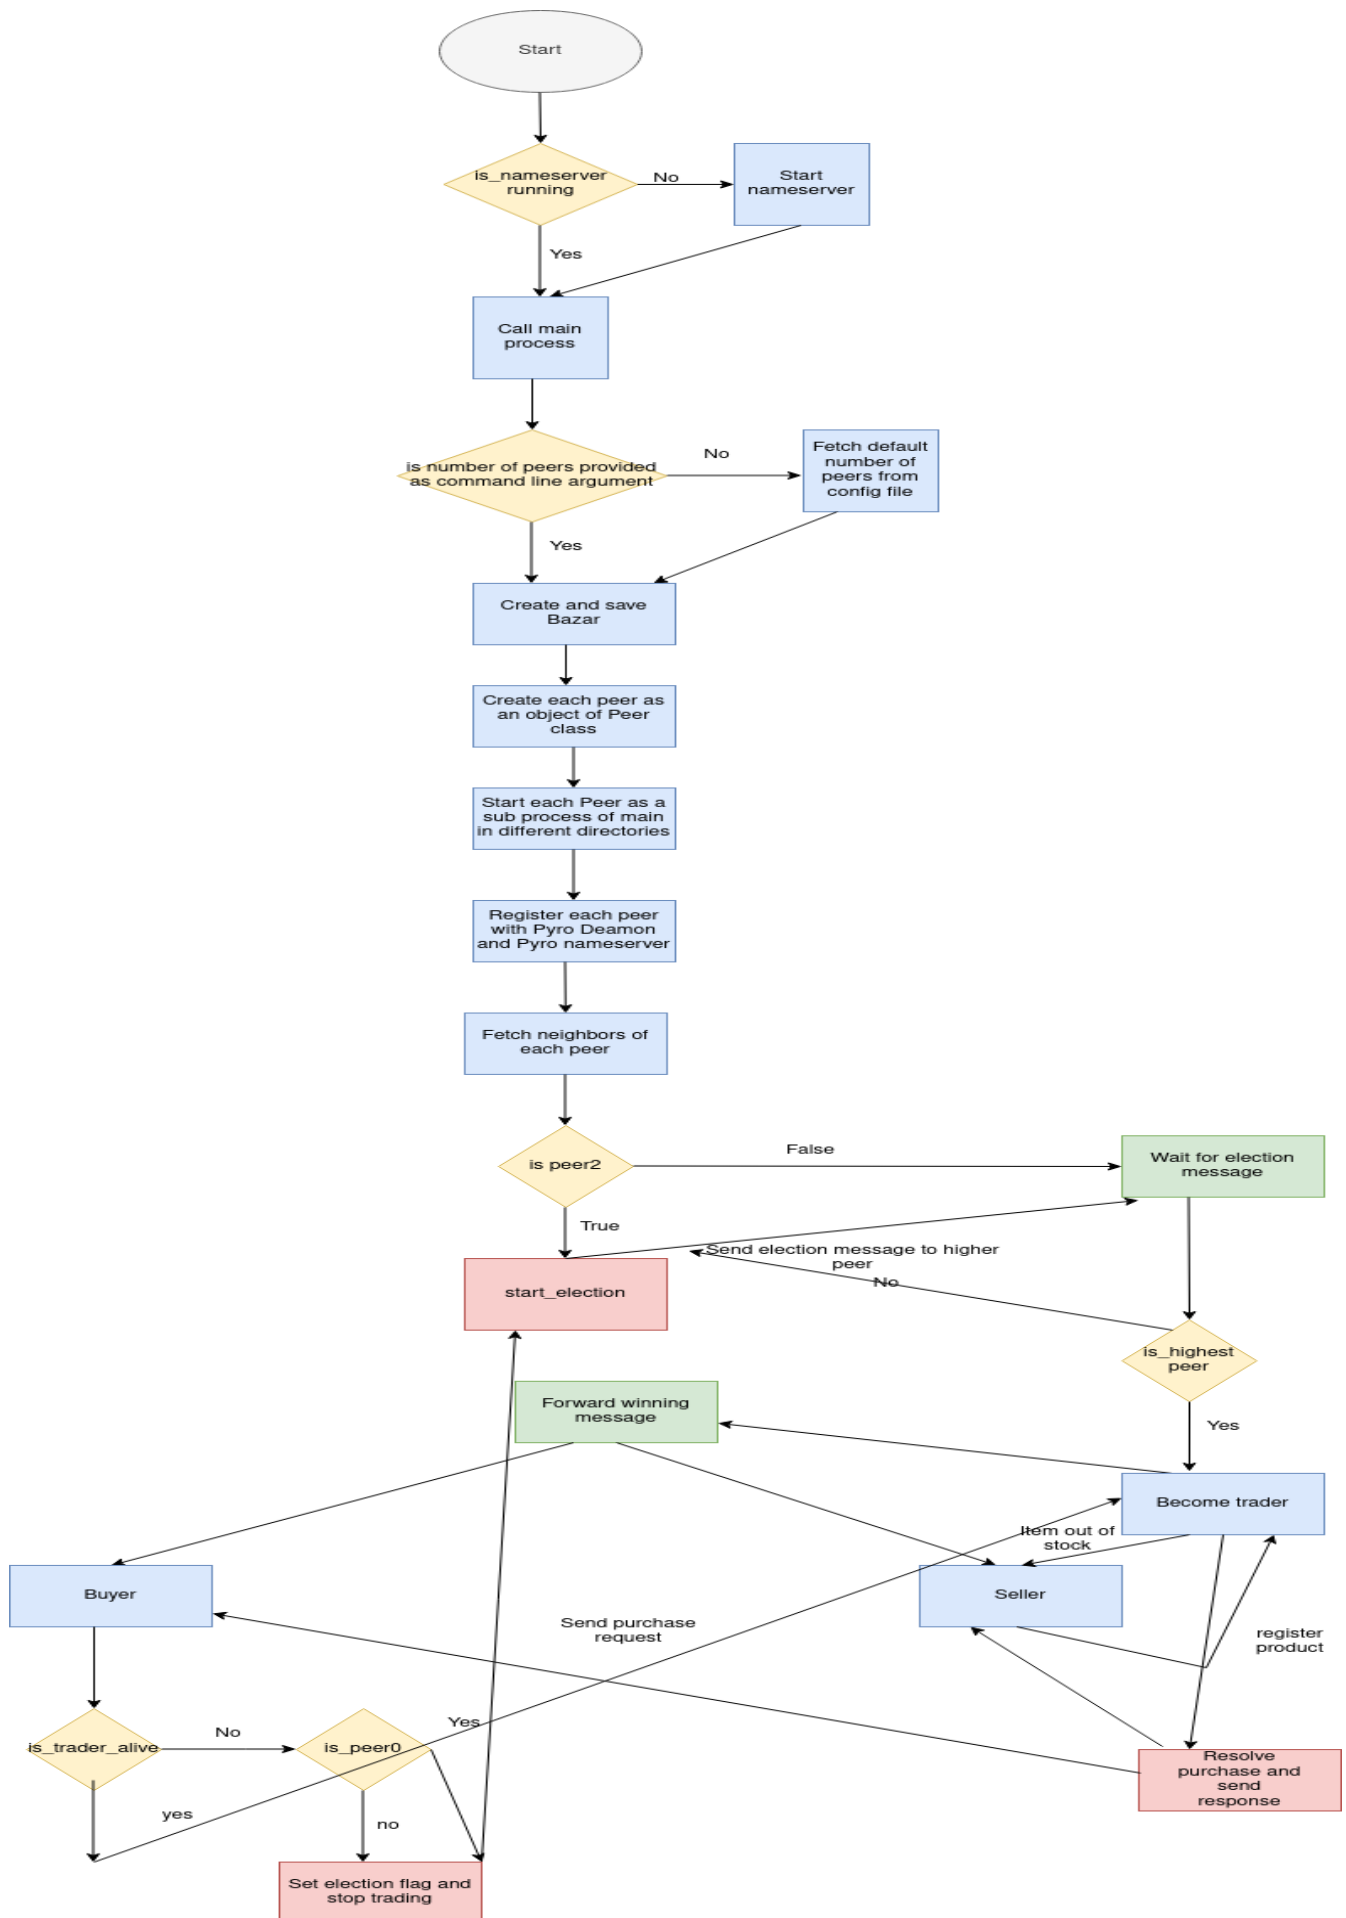 Start
is_nameserver
running
No
Start
nameserver
Yes
Call main
process
is number of peers provided
as command line argument
No
Fetch default
number of
peers from
config file
Yes
Create and save
Bazar
Create each peer as
an object of Peer
class
Start each Peer as a
sub process of main
in different directories
Register each peer
with Pyro Deamon
and Pyro nameserver
Fetch neighbors of
each peer
is peer2
False
Wait for election
message
True
Send election message to higher
peer
No
start_election
is_highest
peer
Forward winning
message
Yes
Become trader
Item out of
stock
Buyer
Seller
Send purchase
request
register
product
Yes
is_trader_alive
No
is_peer0
Resolve
purchase and
send
response
yes
no
Set election flag and
stop trading